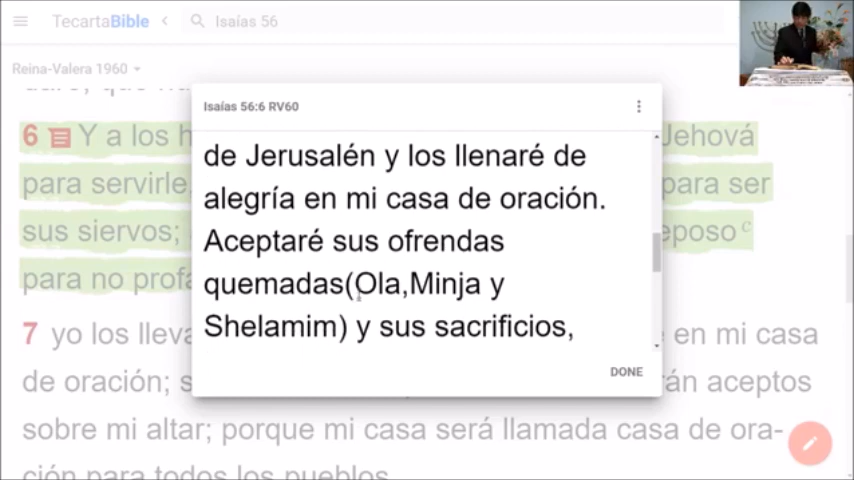 TecartaBible
Isaías 56
Reina-Valera 1960
6 Y a los h
Jehová
para servirle
para ser
sus siervos;
eposo c
para no profa
7 yo los lleva
en mi casa
de oración; s
rán aceptos
sobre mi altar; porque mi casa será llamada casa de ora-
ción para todos los pueblos
Isaías 56:6 RV60
de Jerusalén y los llenaré de
alegría en mi casa de oración.
Aceptaré sus ofrendas
quemadas(Ola,Minja y
Shelamim) y sus sacrificios,
DONE